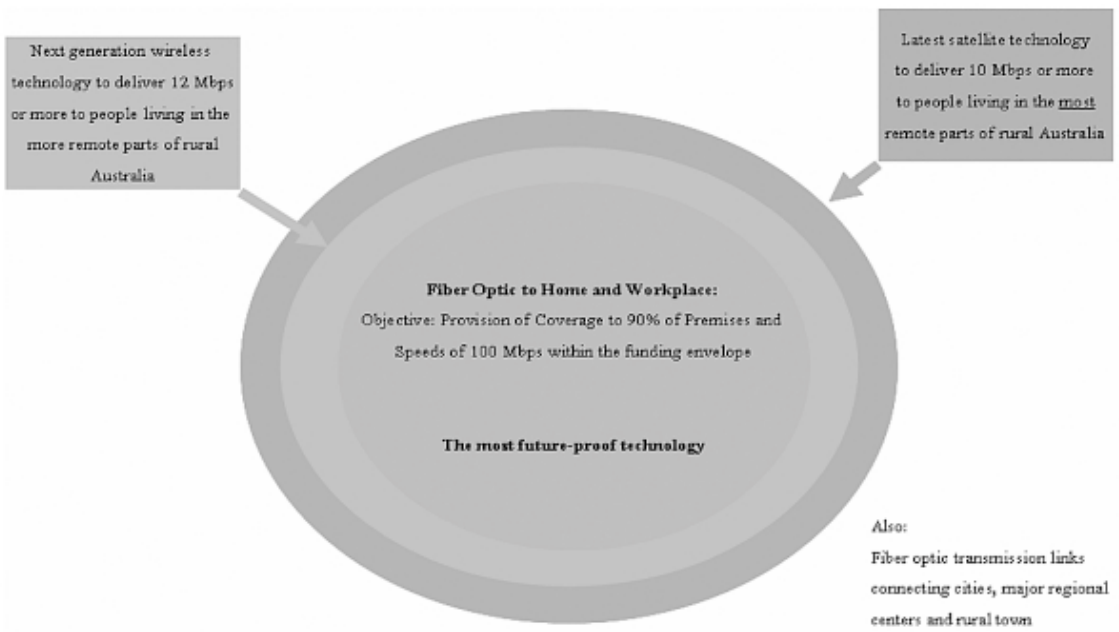 Next generation wireless
technology to deliver 12 Mbps
or more to people living in the
more remote parts of rural
Australia
Latest satellite technology
to deliver 10 Mbps or more
to people living in the most
remote parts of rural Australia
Fiber Optic to Home and Workplace:
Objective: Provision of Coverage to 90% of Premises and
Speeds of 100 Mbps within the funding envelope
The most future-proof technology
Also:
Fiber optic transmission links
connecting cities, major regional
centers and rural town